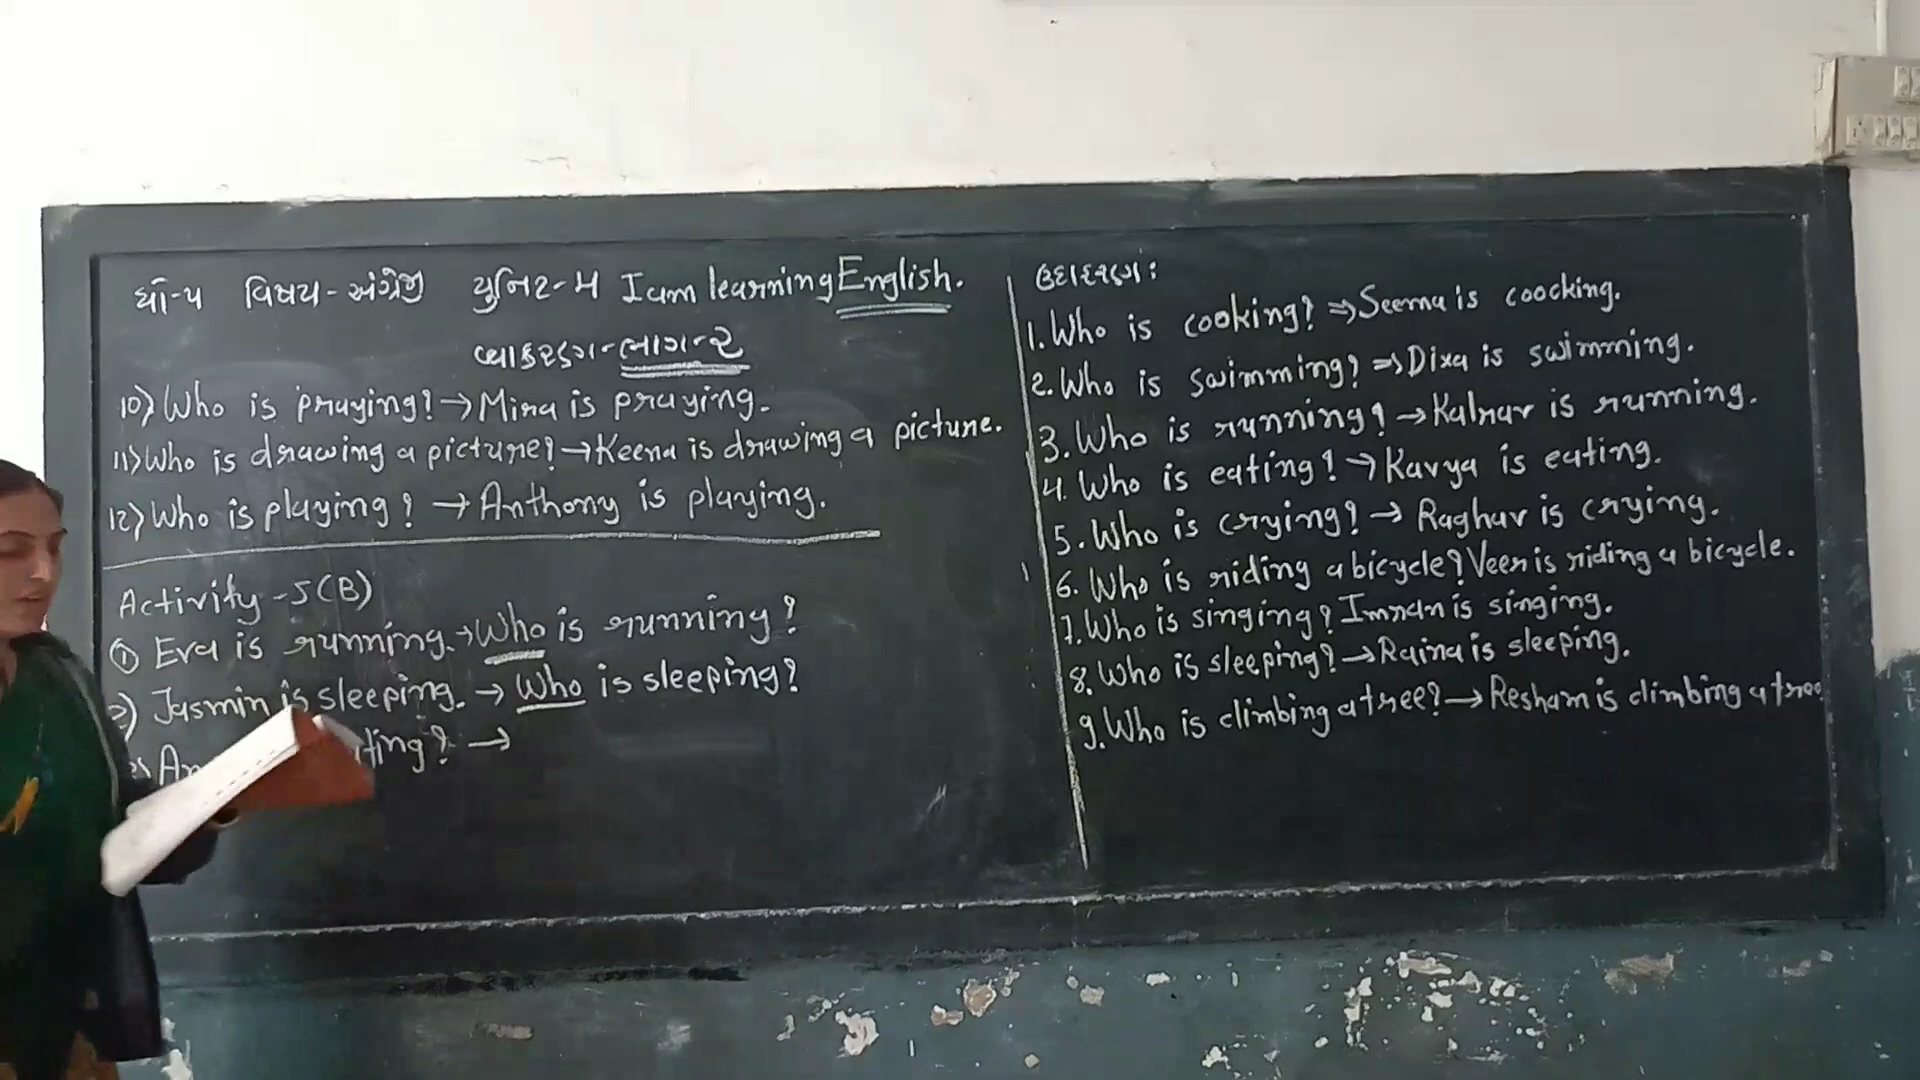 ધો-૫ વિષય-અંગ્રેજી યુનિટ-૫ I am learning English.
વ્યાકરણ-ભાગ-૨
10) Who is praying? → Mira is praying.
11) Who is drawing a picture? → Keena is drawing a picture.
12) Who is playing? → Anthony is playing.
Activity - 5(B)
① Eva is running. → Who is running?
2) Jasmin is sleeping. → Who is sleeping?
ting? →
ઉદાહરણ:
1. Who is cooking? ⇒ Seema is coocking.
2. Who is swimming? ⇒ Dixa is swimming.
3. Who is running? → Kalrav is running.
4. Who is eating? → Kavya is eating.
5. Who is crying? → Raghav is crying.
6. Who is riding a bicycle? Veer is riding a bicycle.
7. Who is singing? Imran is singing.
8. Who is sleeping? → Raina is sleeping.
9. Who is climbing a tree? → Resham is climbing a tree